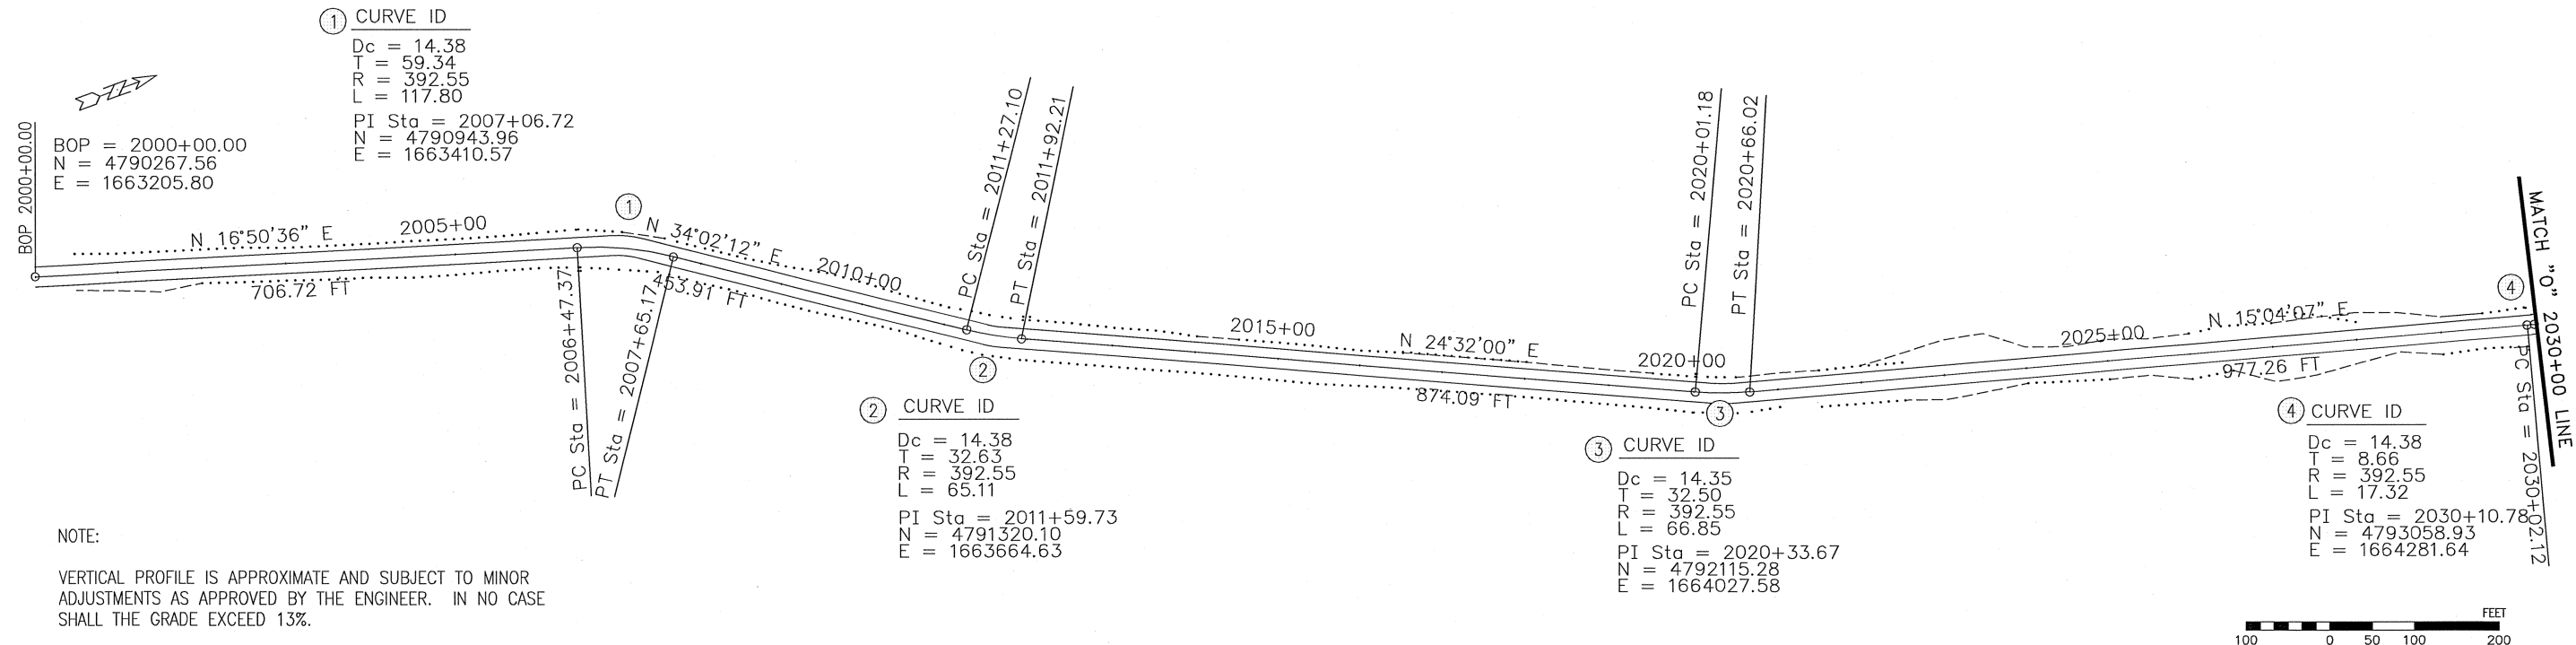 1 CURVE ID
Dc = 14.38
T = 59.34
R = 392.55
L = 117.80
PI Sta = 2007+06.72
N = 4790943.96
E = 1663410.57
BOP 2000+00.00
BOP = 2000+00.00
N = 4790267.56
E = 1663205.80
N 16°50'36" E
2005+00
706.72 FT
1
N 34°02'12" E
2010+00
453.91 FT
PC Sta = 2006+47.37
PT Sta = 2007+65.17
PC Sta = 2011+27.10
PT Sta = 2011+92.21
2
2 CURVE ID
Dc = 14.38
T = 32.63
R = 392.55
L = 65.11
PI Sta = 2011+59.73
N = 4791320.10
E = 1663664.63
2015+00
N 24°32'00" E
874.09 FT
2020+00
PC Sta = 2020+01.18
PT Sta = 2020+66.02
3
3 CURVE ID
Dc = 14.35
T = 32.50
R = 392.55
L = 66.85
PI Sta = 2020+33.67
N = 4792115.28
E = 1664027.58
2025+00
N 15°04'07" E
977.26 FT
4
4 CURVE ID
Dc = 14.38
T = 8.66
R = 392.55
L = 17.32
PI Sta = 2030+10.78
N = 4793058.93
E = 1664281.64
PC Sta = 2030+02.12
MATCH "O" 2030+00 LINE
NOTE:
VERTICAL PROFILE IS APPROXIMATE AND SUBJECT TO MINOR
ADJUSTMENTS AS APPROVED BY THE ENGINEER. IN NO CASE
SHALL THE GRADE EXCEED 13%.
FEET
100 0 50 100 200